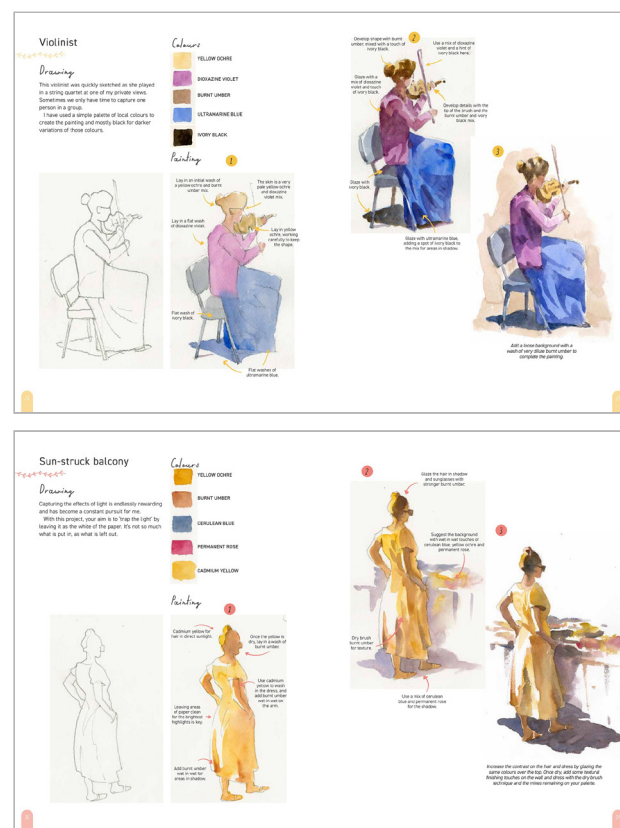 Violinist
Drawing
This violinist was quickly sketched as she played
in a string quartet at one of my private views.
Sometimes we only have time to capture one
person in a group.
I have used a simple palette of local colours to
create the painting and mostly black for darker
variations of those colours.
Colours
YELLOW OCHRE
DIOXAZINE VIOLET
BURNT UMBER
ULTRAMARINE BLUE
IVORY BLACK
Painting
1
Lay in an initial wash of
a yellow ochre and burnt
umber mix.
The skin is a very
pale yellow ochre
and dioxazine
violet mix.
Lay in a flat wash
of dioxazine violet.
Lay in yellow
ochre, working
carefully to keep
the shape.
Flat wash of
ivory black.
Flat washes of
ultramarine blue.
2
Develop shape with burnt
umber, mixed with a touch of
ivory black.
Use a mix of dioxazine
violet and a hint of
ivory black here.
Glaze with a
mix of dioxazine
violet and touch
of ivory black.
Develop details with the
tip of the brush and the
burnt umber and ivory
black mix.
Glaze with
ivory black.
Glaze with ultramarine blue,
adding a spot of ivory black to
the mix for areas in shadow.
3
Add a loose background with a
wash of very dilute burnt umber to
complete the painting.
Sun-struck balcony
Drawing
Capturing the effects of light is endlessly rewarding
and has become a constant pursuit for me.
With this project, your aim is to 'trap the light' by
leaving it as the white of the paper. It's not so much
what is put in, as what is left out.
Colours
YELLOW OCHRE
BURNT UMBER
CERULEAN BLUE
PERMANENT ROSE
CADMIUM YELLOW
Painting
1
Cadmium yellow for
hair in direct sunlight.
Once the yellow is
dry, lay in a wash of
burnt umber.
Use cadmium
yellow to wash
in the dress, and
add burnt umber
wet in wet on
the arm.
Leaving areas
of paper clean
for the brightest
highlights is key.
Add burnt umber
wet in wet for
areas in shadow.
2
Glaze the hair in shadow
and sunglasses with
stronger burnt umber.
Suggest the background
with wet in wet touches of
cerulean blue, yellow ochre and
permanent rose.
Dry brush
burnt umber
for texture.
Use a mix of cerulean
blue and permanent rose
for the shadow.
3
Increase the contrast on the hair and dress by glazing the
same colours over the top. Once dry, add some textural
finishing touches on the wall and dress with the dry brush
technique and the mixes remaining on your palette.